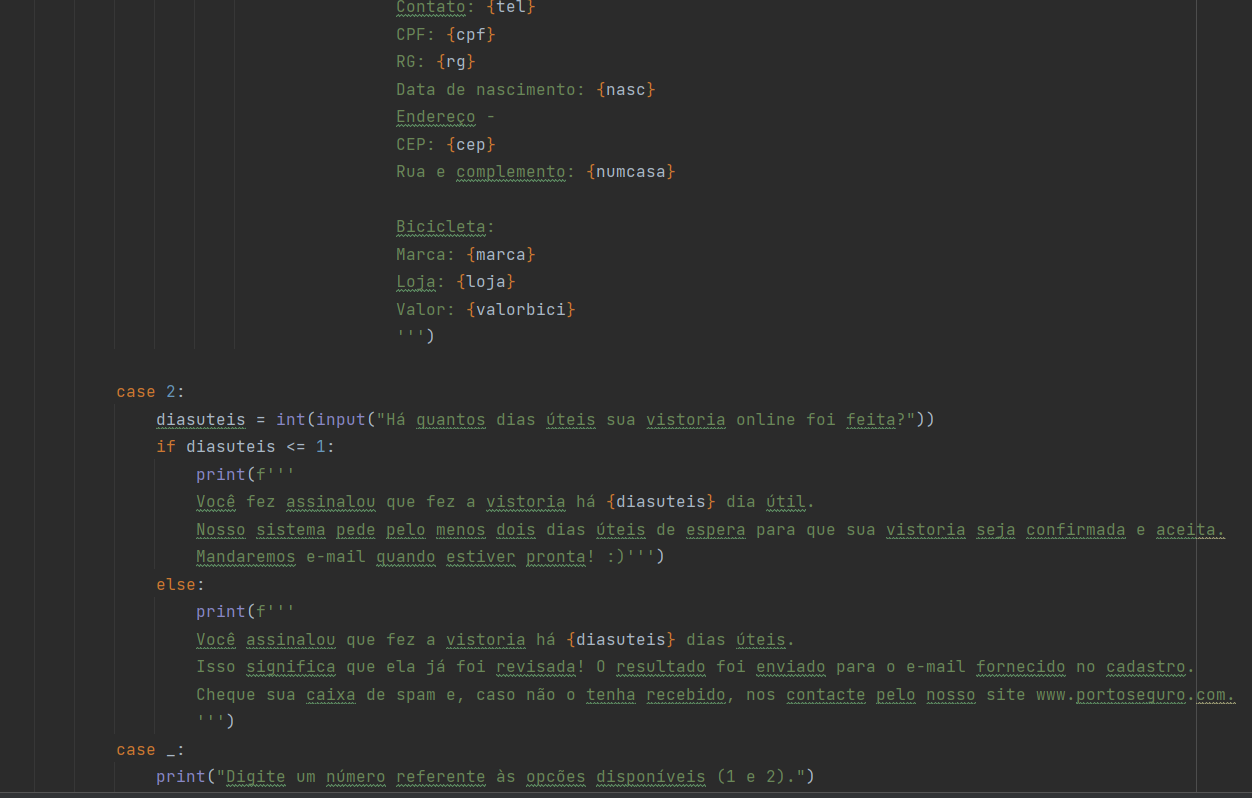 Contato: {tel}
CPF: {cpf}
RG: {rg}
Data de nascimento: {nasc}
Endereço -
CEP: {cep}
Rua e complemento: {numcasa}
Bicicleta:
Marca: {marca}
Loja: {loja}
Valor: {valorbici}
''')
case 2:
diasuteis = int(input("Há quantos dias úteis sua vistoria online foi feita?"))
if diasuteis <= 1:
print(f'''
Você fez assinalou que fez a vistoria há {diasuteis} dia útil.
Nosso sistema pede pelo menos dois dias úteis de espera para que sua vistoria seja confirmada e aceita.
Mandaremos e-mail quando estiver pronta! :)''')
else:
print(f'''
Você assinalou que fez a vistoria há {diasuteis} dias úteis.
Isso significa que ela já foi revisada! O resultado foi enviado para o e-mail fornecido no cadastro.
Cheque sua caixa de spam e, caso não o tenha recebido, nos contacte pelo nosso site www.portoseguro.com.
''')
case _:
print("Digite um número referente às opções disponíveis (1 e 2).")